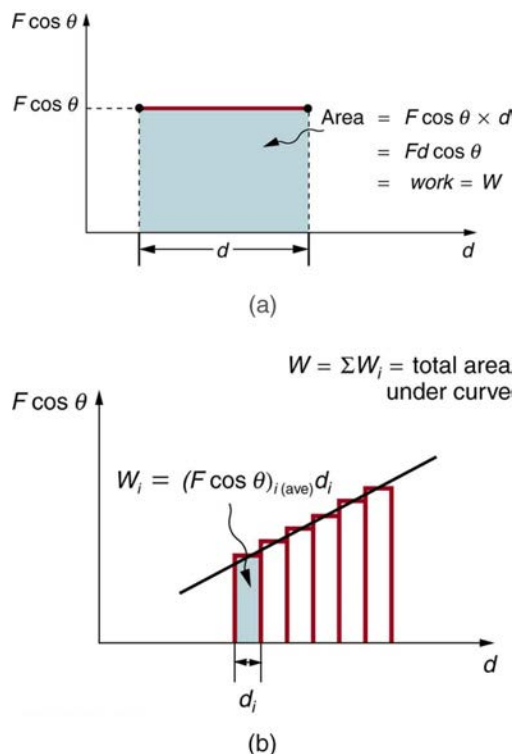 F cos θ
F cos θ
Area = F cos θ × d
= Fd cos θ
= work = W
d
d
(a)
W = ΣWᵢ = total area
under curve
F cos θ
Wᵢ = (F cos θ)ᵢ₍ₐᵥₑ₎dᵢ
d
dᵢ
(b)